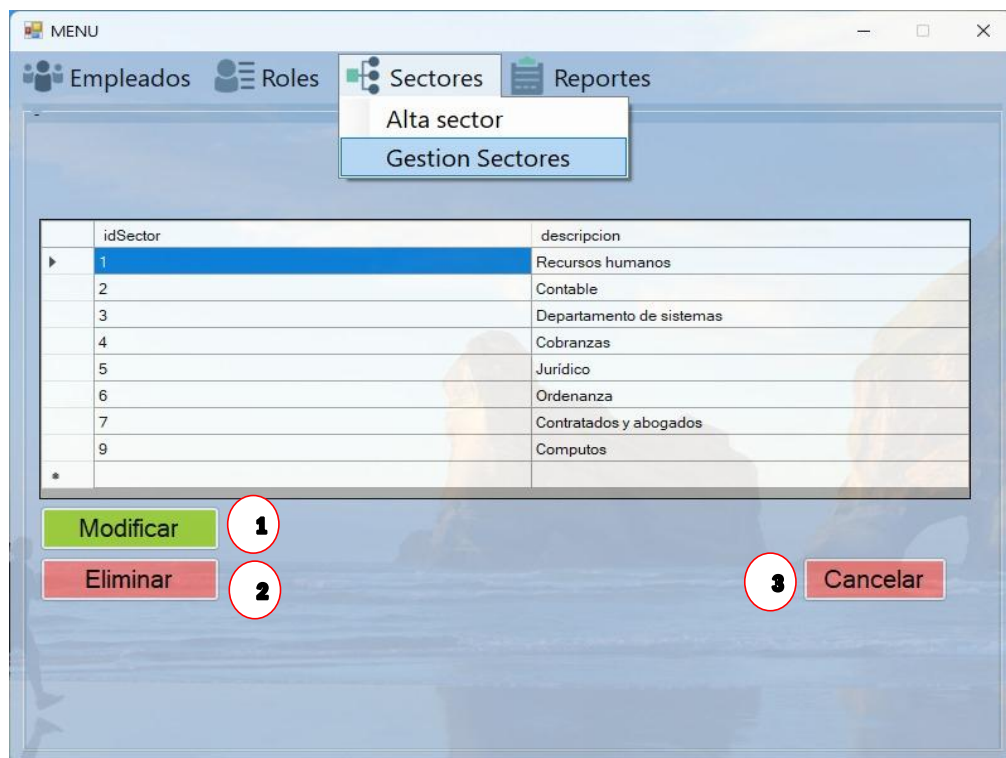 MENU
Empleados Roles Sectores Reportes
Alta sector
Gestion Sectores
idSector descripcion
1 Recursos humanos
2 Contable
3 Departamento de sistemas
4 Cobranzas
5 Jurídico
6 Ordenanza
7 Contratados y abogados
9 Computos
Modificar 1
Eliminar 2
3 Cancelar